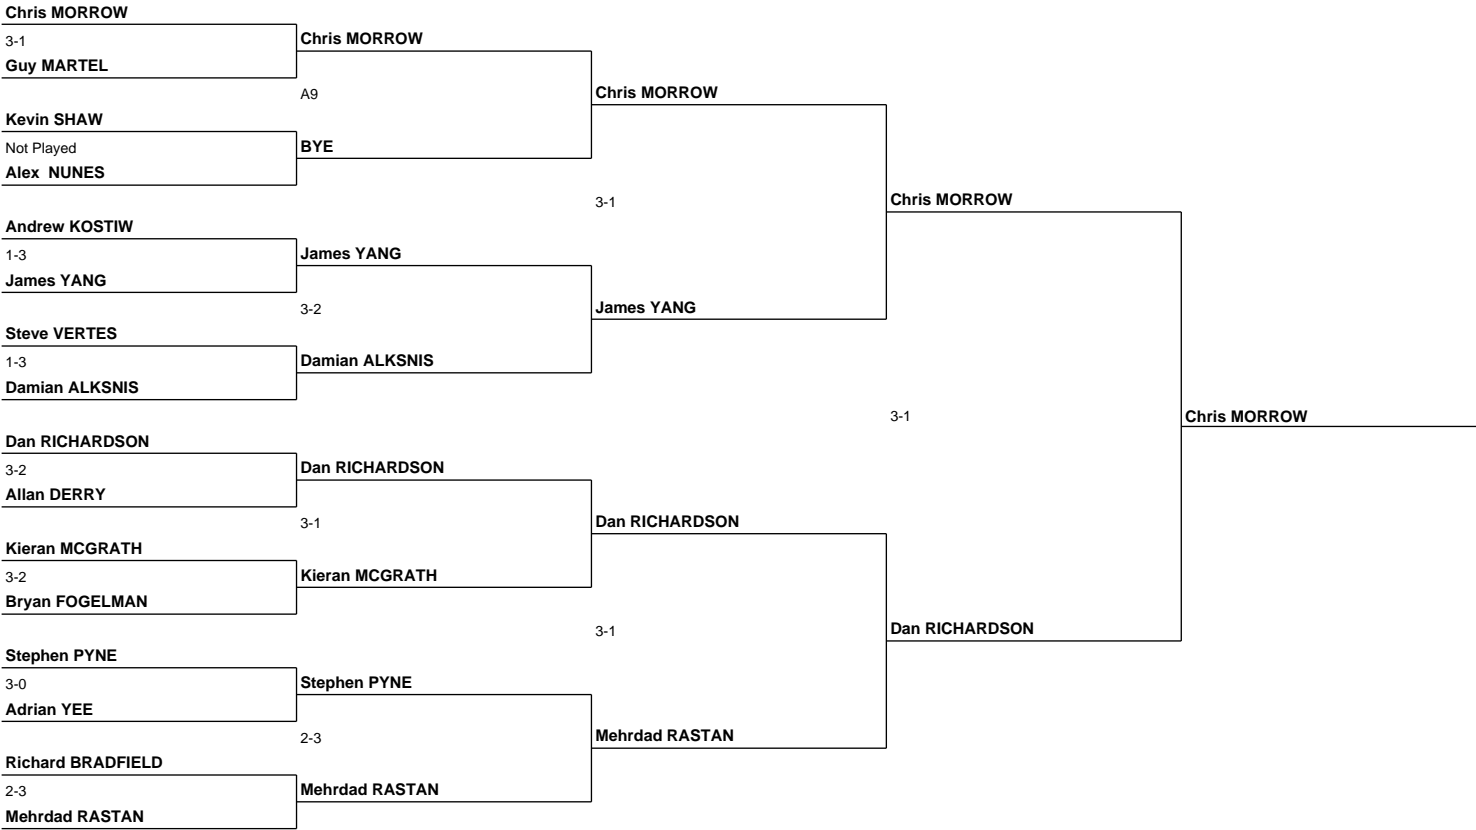 Chris MORROW
3-1
Guy MARTEL
Kevin SHAW
Not Played
Alex  NUNES
Andrew KOSTIW
1-3
James YANG
Steve VERTES
1-3
Damian ALKSNIS
Dan RICHARDSON
3-2
Allan DERRY
Kieran MCGRATH
3-2
Bryan FOGELMAN
Stephen PYNE
3-0
Adrian YEE
Richard BRADFIELD
2-3
Mehrdad RASTAN
Chris MORROW
A9
BYE
James YANG
3-2
Damian ALKSNIS
Dan RICHARDSON
3-1
Kieran MCGRATH
Stephen PYNE
2-3
Mehrdad RASTAN
Chris MORROW
3-1
James YANG
Dan RICHARDSON
3-1
Mehrdad RASTAN
Chris MORROW
3-1
Dan RICHARDSON
Chris MORROW